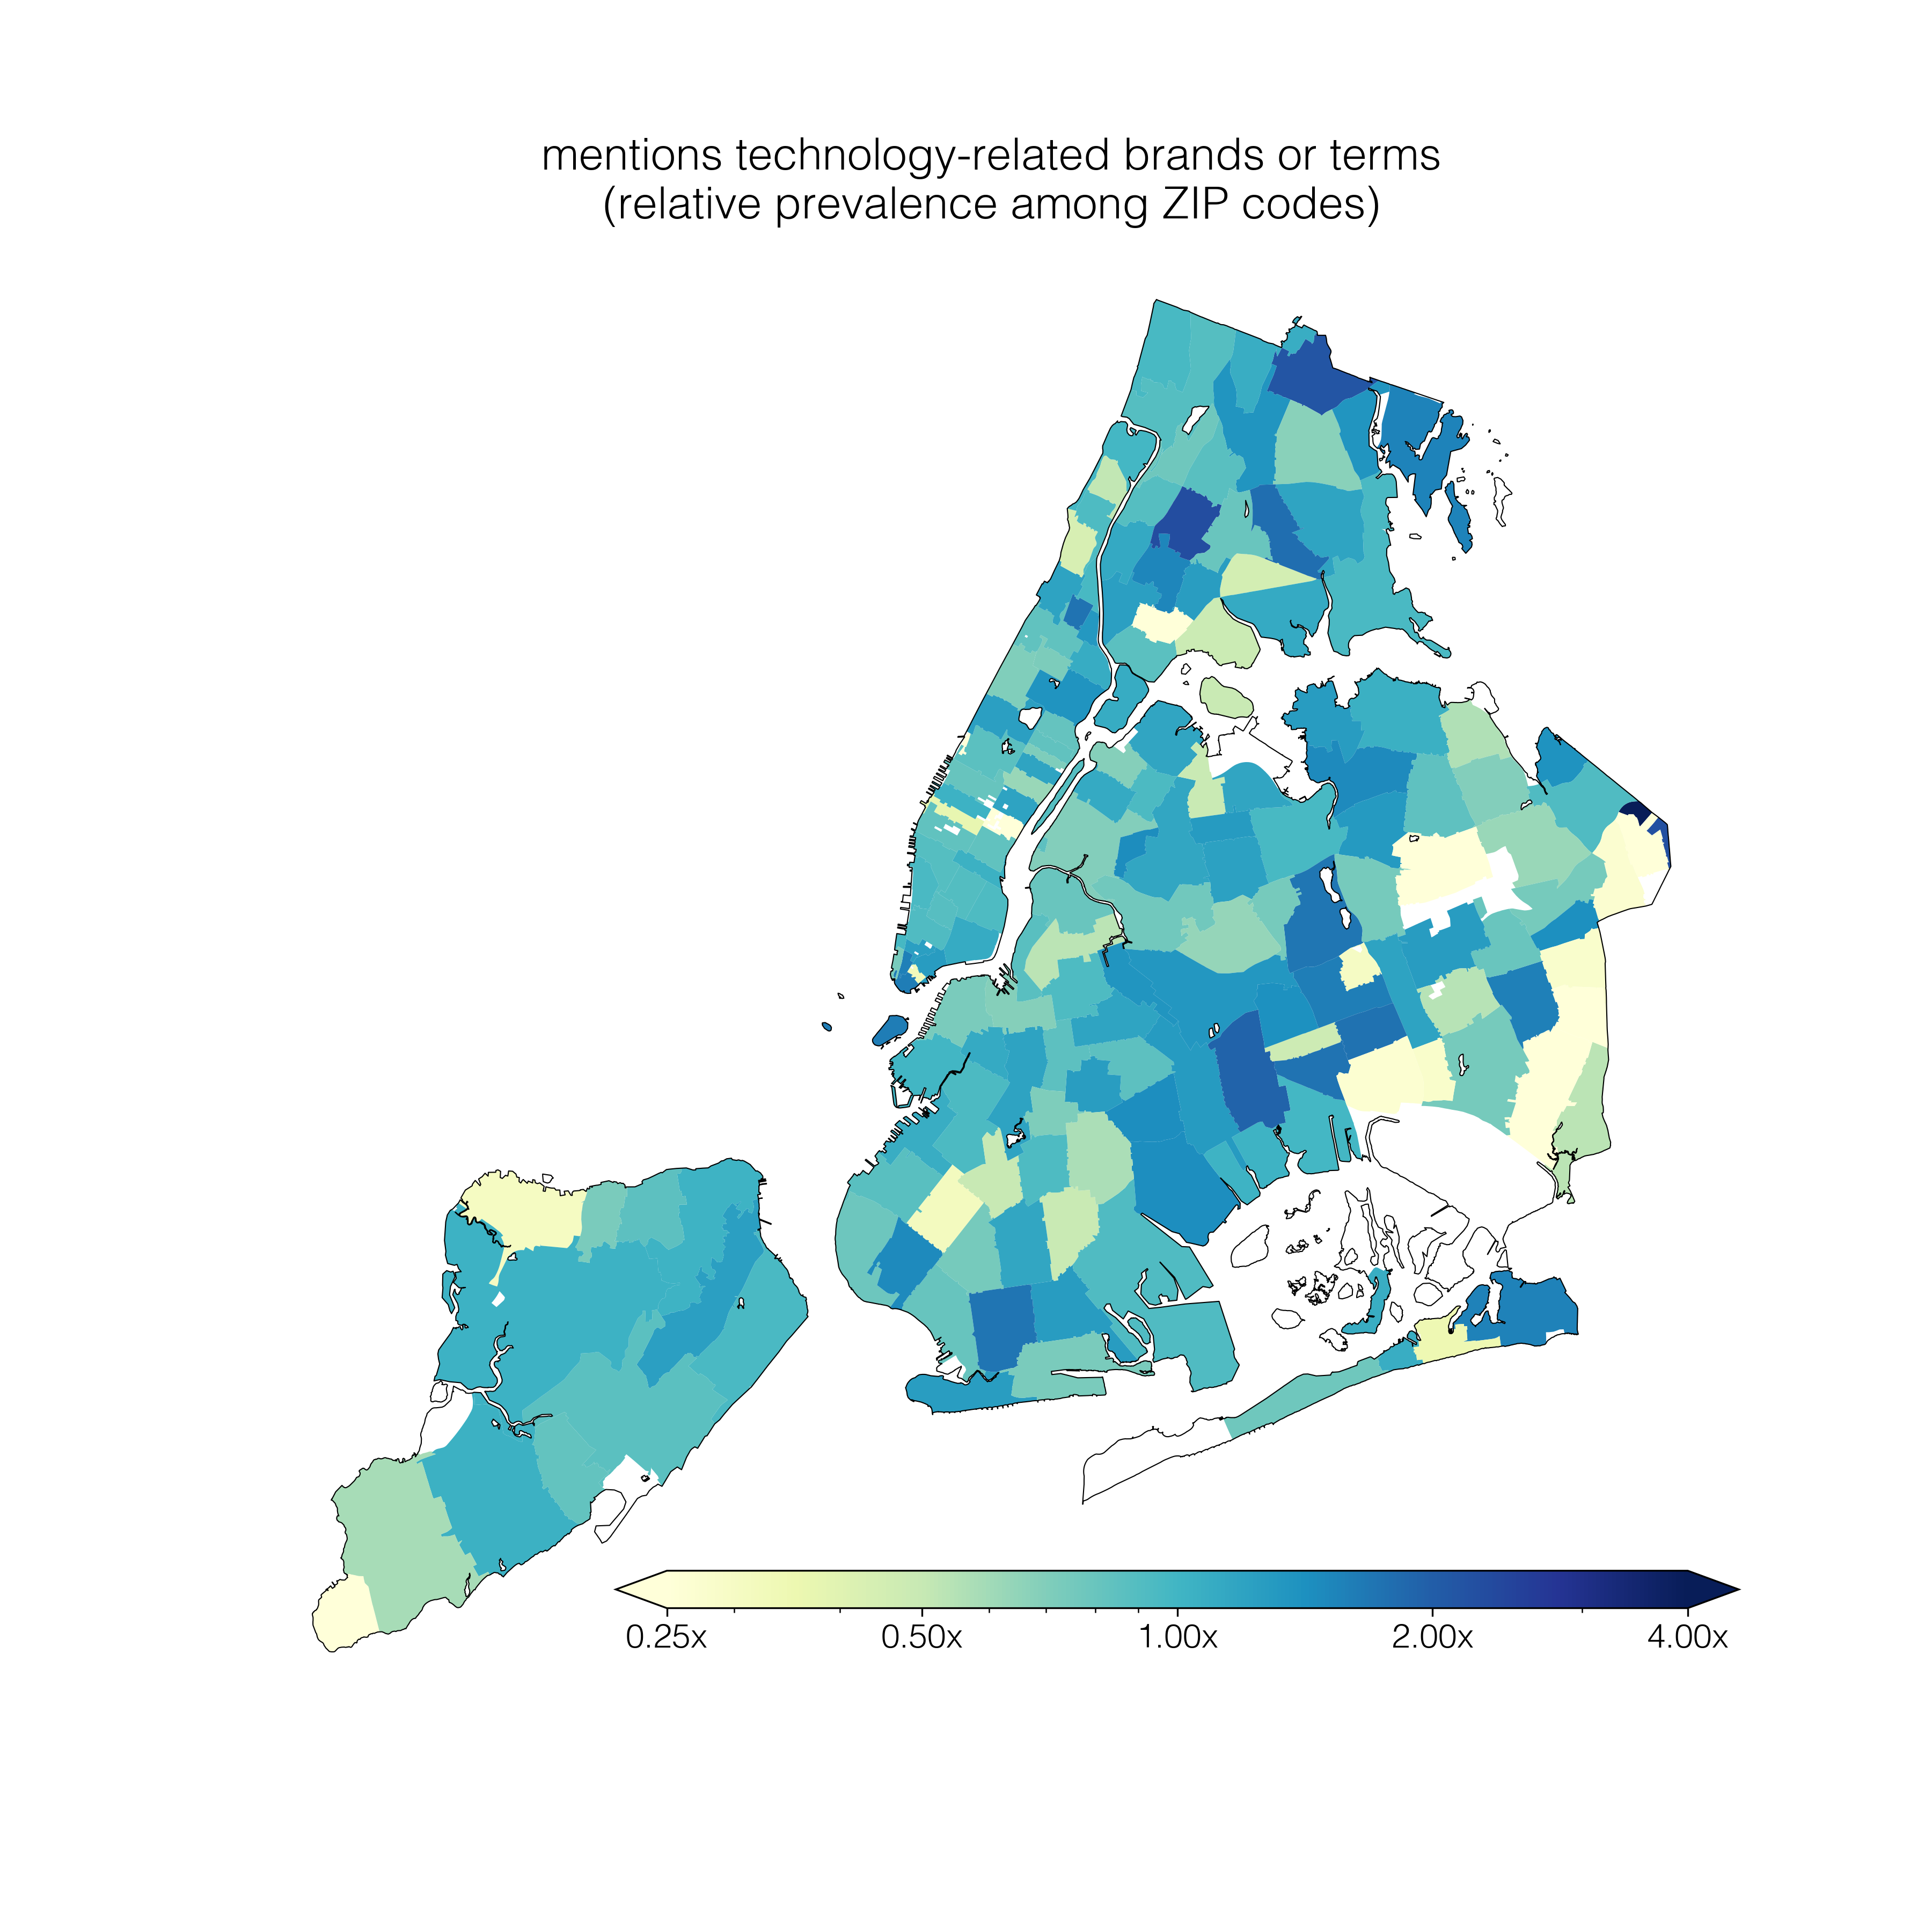 mentions technology-related brands or terms
(relative prevalence among ZIP codes)
0.25x 0.50x 1.00x 2.00x 4.00x